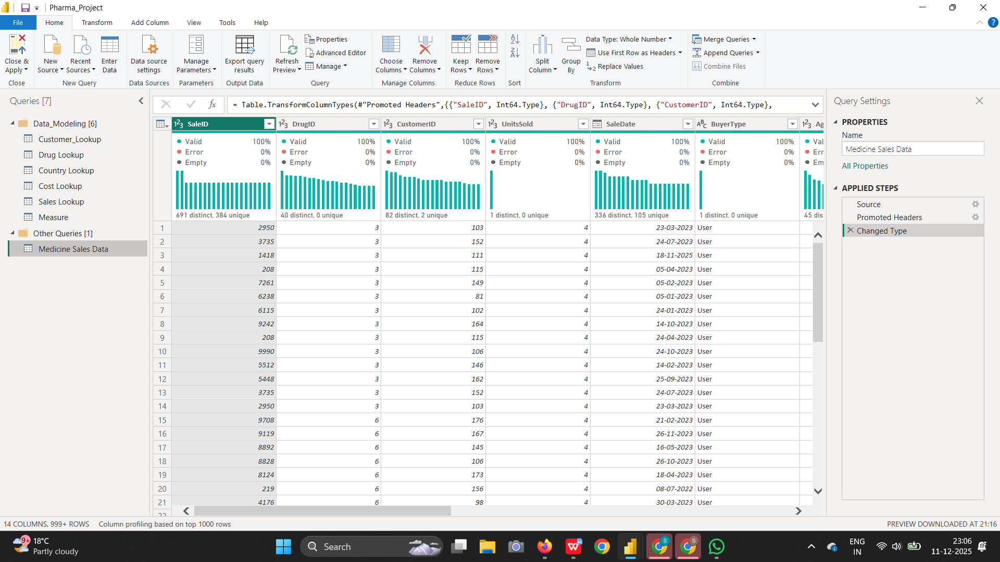 Pharma_Project
File Home Transform Add Column View Tools Help
Close & Apply
New Source
Recent Sources
Enter Data
Data source settings
Manage Parameters
Export query results
Refresh Preview
Properties
Advanced Editor
Manage
Choose Columns
Remove Columns
Keep Rows
Remove Rows
Split Column
Group By
Data Type: Whole Number
Use First Row as Headers
Replace Values
Merge Queries
Append Queries
Combine Files
Close New Query Data Sources Parameters Output Data Query Manage Columns Reduce Rows Sort Transform Combine
Queries [7]
Data_Modeling [6]
Customer_Lookup
Drug Lookup
Country Lookup
Cost Lookup
Sales Lookup
Measure
Other Queries [1]
Medicine Sales Data
fx = Table.TransformColumnTypes(#"Promoted Headers",{{"SaleID", Int64.Type}, {"DrugID", Int64.Type}, {"CustomerID", Int64.Type},
SaleID DrugID CustomerID UnitsSold SaleDate BuyerType Ag
Valid 100% Valid 100% Valid 100% Valid 100% Valid 100% Valid 100% Val
Error 0% Error 0% Error 0% Error 0% Error 0% Error 0% Err
Empty 0% Empty 0% Empty 0% Empty 0% Empty 0% Empty 0% Em
691 distinct, 384 unique 40 distinct, 0 unique 82 distinct, 2 unique 1 distinct, 0 unique 336 distinct, 105 unique 1 distinct, 0 unique 45 dis
1 2950 3 103 4 23-03-2023 User
2 3735 3 152 4 24-07-2023 User
3 1418 3 111 4 18-11-2025 User
4 208 3 115 4 05-04-2023 User
5 7261 3 149 4 05-02-2023 User
6 6238 3 81 4 05-01-2023 User
7 6115 3 102 4 24-01-2023 User
8 9242 3 164 4 14-10-2023 User
9 208 3 115 4 24-04-2023 User
10 9990 3 106 4 24-10-2023 User
11 5512 3 146 4 14-02-2023 User
12 5448 3 162 4 25-09-2023 User
13 3735 3 152 4 24-07-2023 User
14 2950 3 103 4 23-03-2023 User
15 9708 6 176 4 21-02-2023 User
16 9119 6 167 4 26-11-2023 User
17 8892 6 145 4 16-05-2023 User
18 8828 6 106 4 26-10-2023 User
19 8124 6 173 4 18-04-2023 User
20 219 6 156 4 08-07-2022 User
21 4176 6 98 4 30-03-2023 User
22
Query Settings
PROPERTIES
Name
Medicine Sales Data
All Properties
APPLIED STEPS
Source
Promoted Headers
Changed Type
14 COLUMNS, 999+ ROWS Column profiling based on top 1000 rows PREVIEW DOWNLOADED AT 21:16
9+ 18°C
Partly cloudy
Search
ENG
IN
23:06
11-12-2025